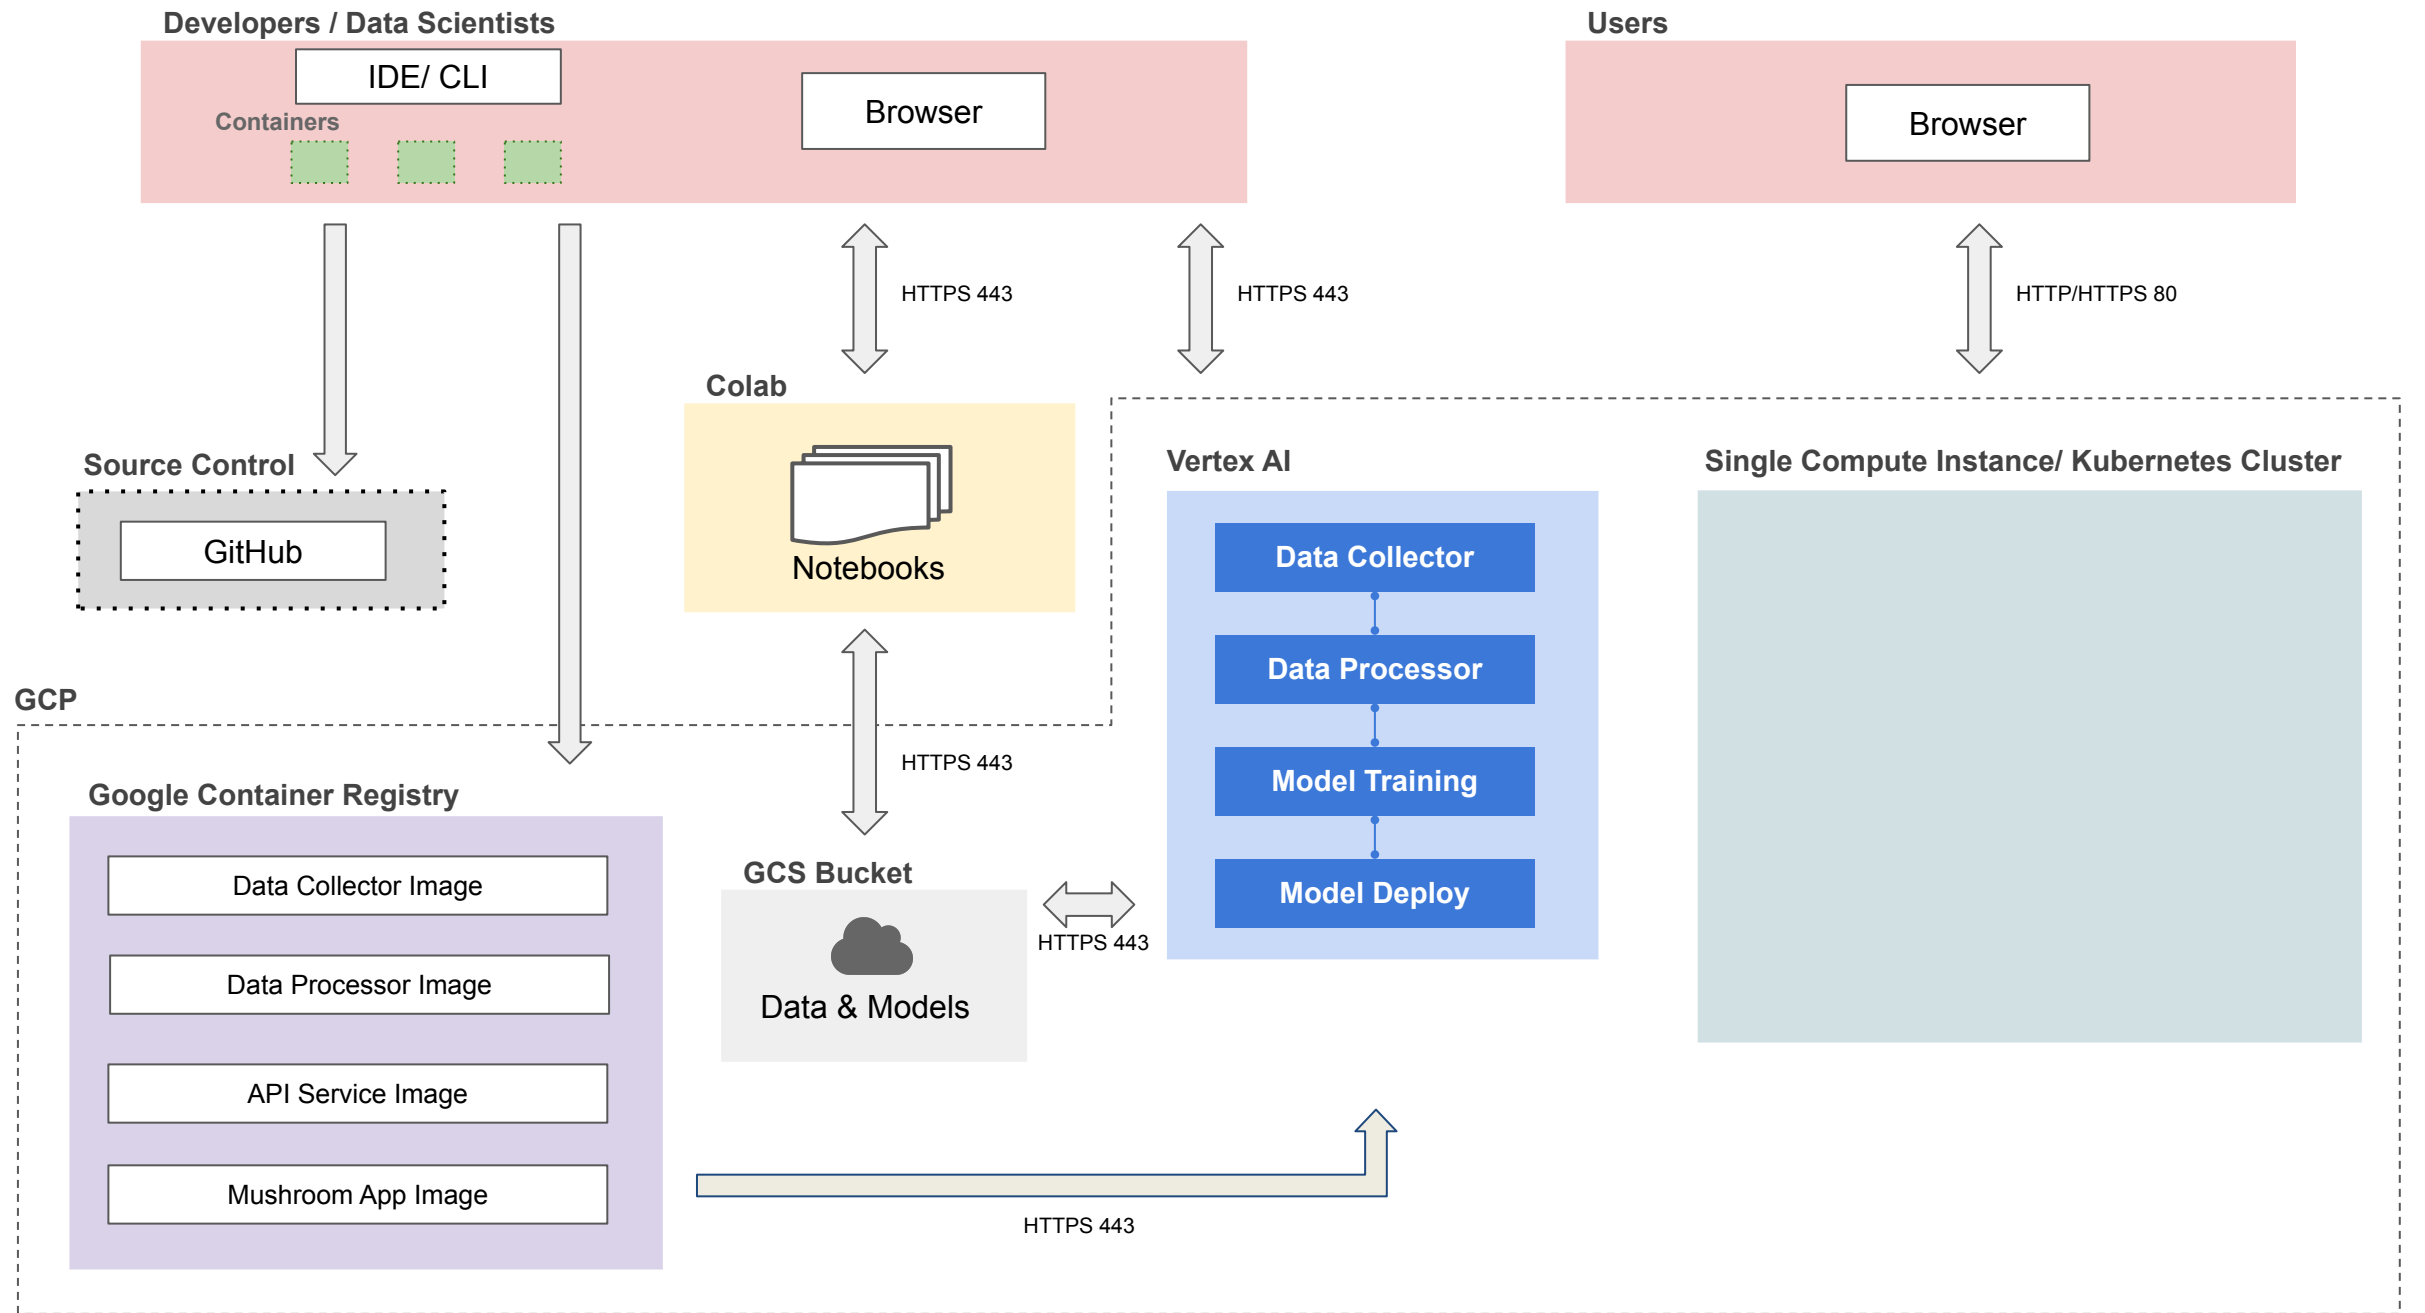 Developers / Data Scientists
Users
IDE/ CLI
Browser
Browser
Containers
HTTPS 443
HTTPS 443
HTTP/HTTPS 80
Colab
Source Control
Vertex AI
Single Compute Instance/ Kubernetes Cluster
GitHub
Notebooks
Data Collector
Data Processor
GCP
HTTPS 443
Model Training
Google Container Registry
GCS Bucket
Model Deploy
Data Collector Image
HTTPS 443
Data Processor Image
Data & Models
API Service Image
Mushroom App Image
HTTPS 443